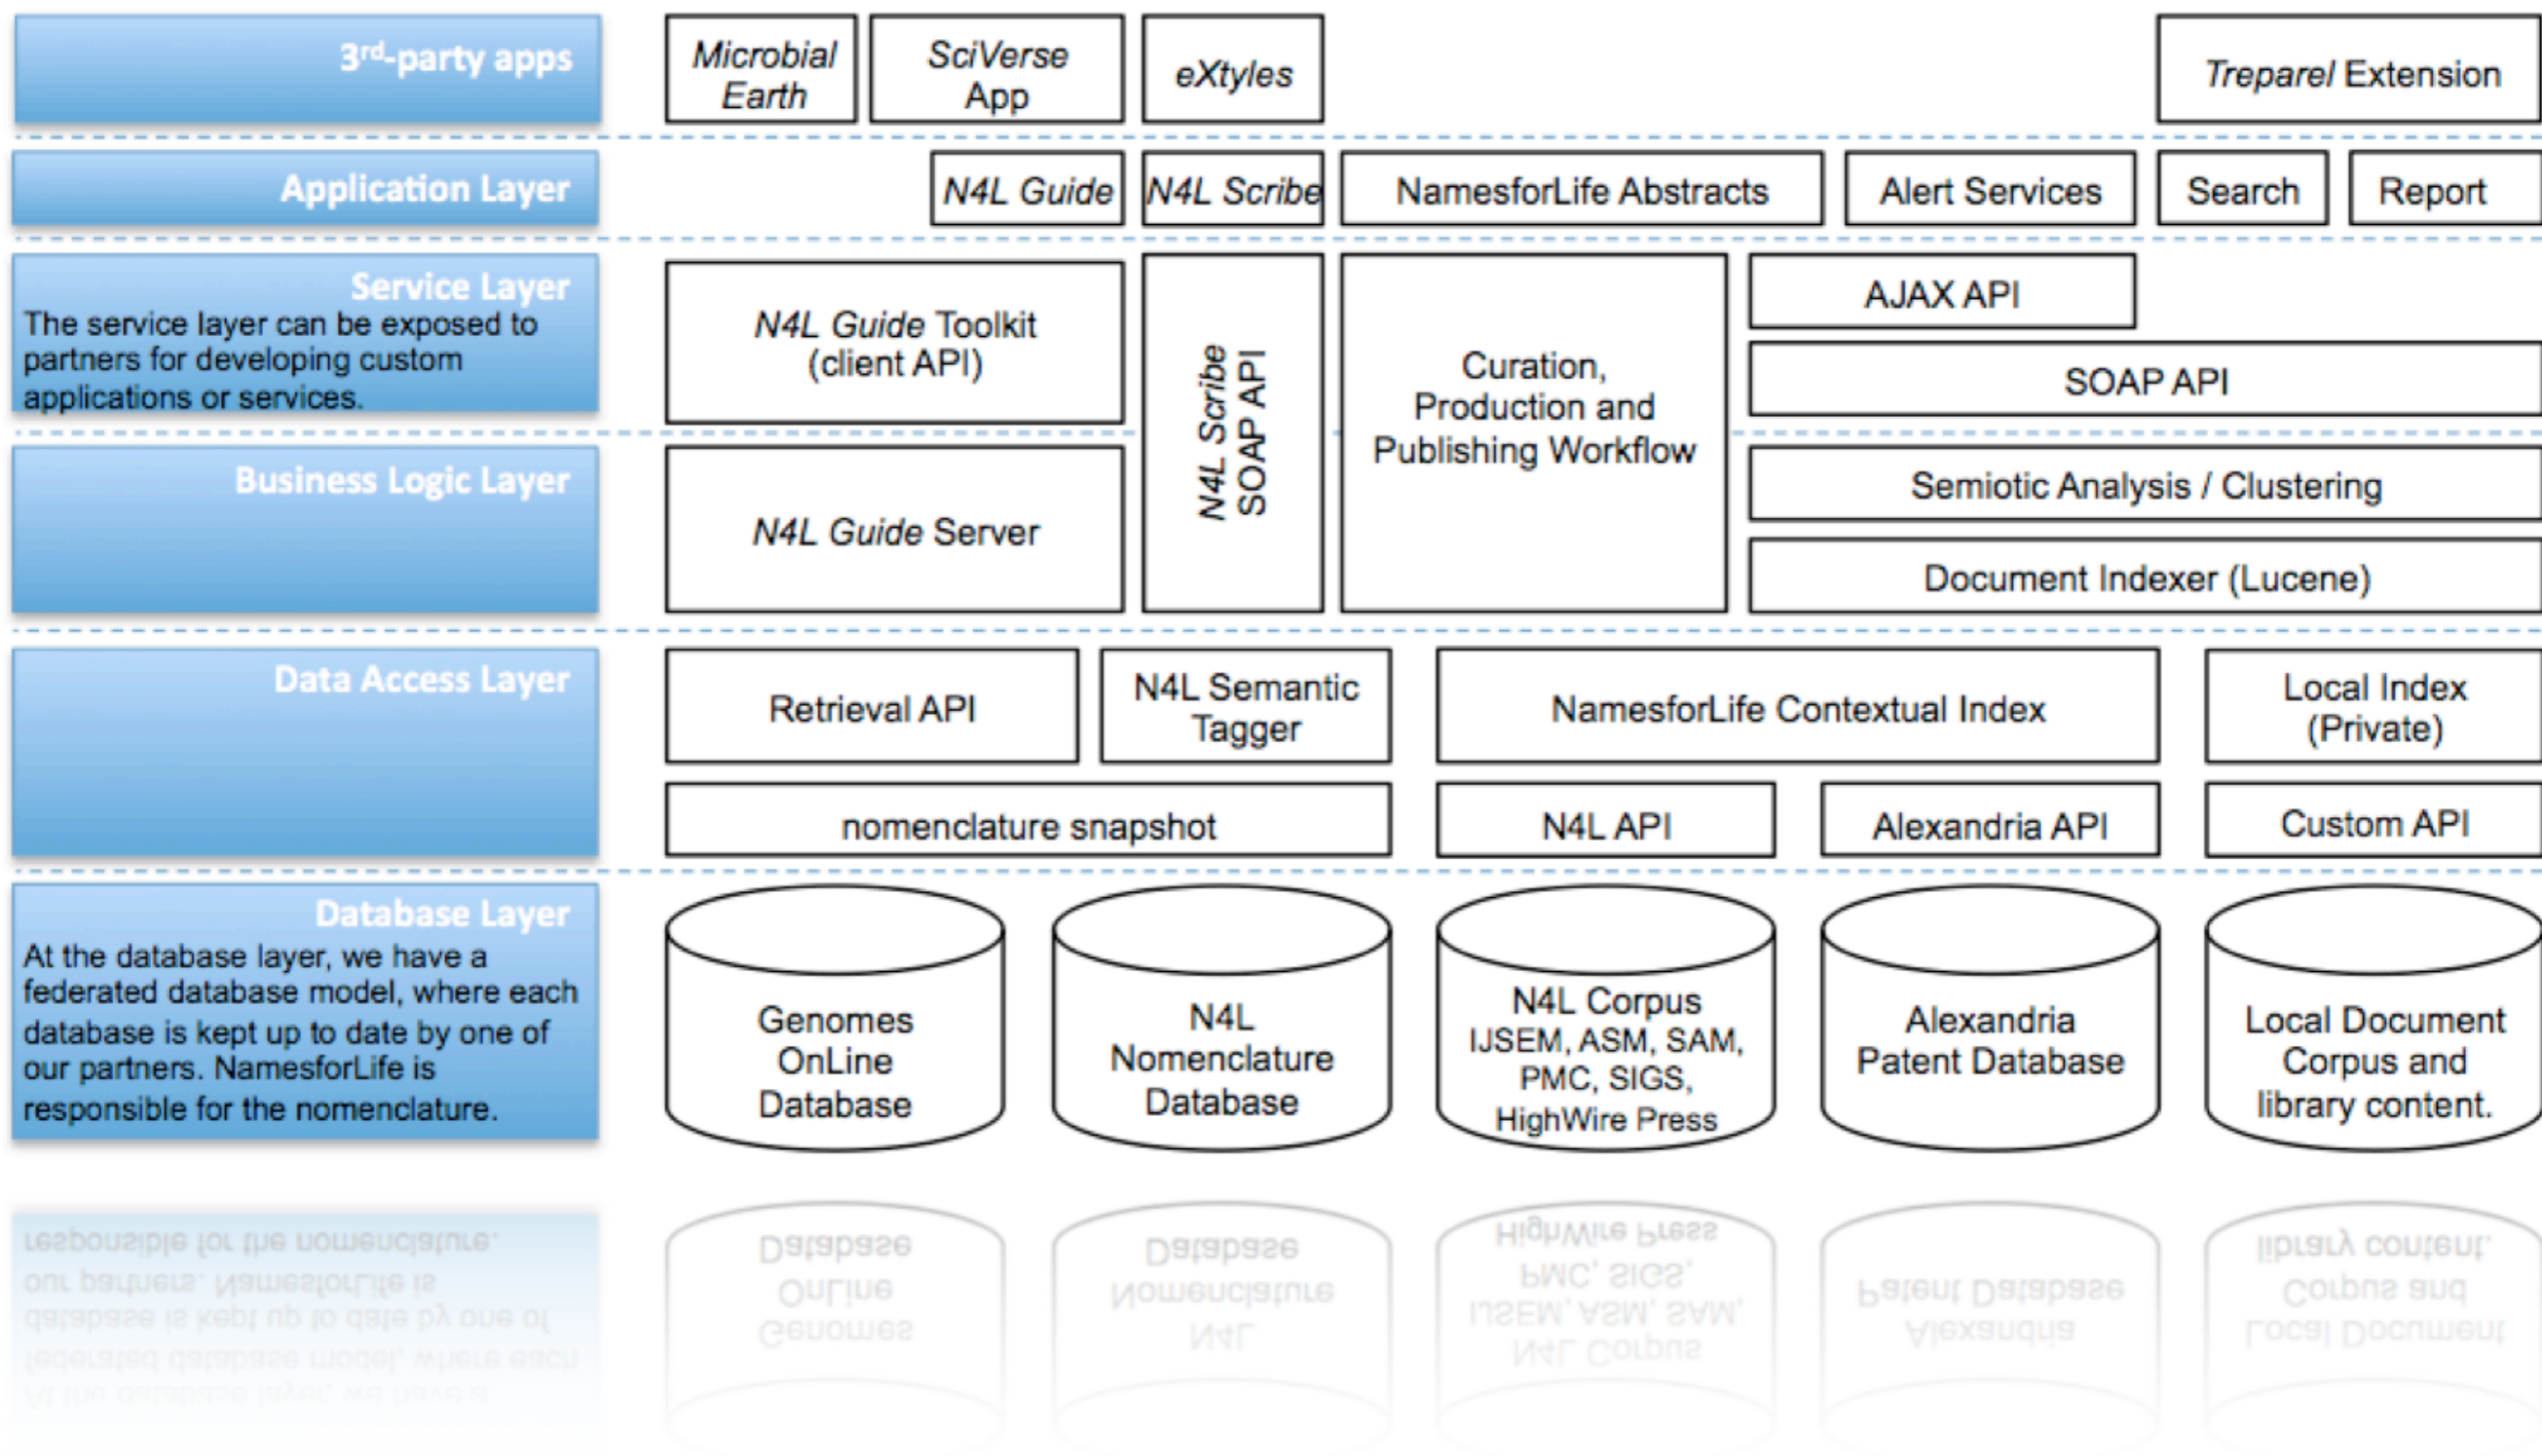 3rd-party apps
Microbial
Earth
SciVerse
App
eXtyles
Treparel Extension
Application Layer
N4L Guide
N4L Scribe
NamesforLife Abstracts
Alert Services
Search
Report
Service Layer
The service layer can be exposed to
partners for developing custom
applications or services.
N4L Guide Toolkit
(client API)
N4L Scribe
SOAP API
Curation,
Production and
Publishing Workflow
AJAX API
SOAP API
Business Logic Layer
N4L Guide Server
Semiotic Analysis / Clustering
Document Indexer (Lucene)
Data Access Layer
Retrieval API
N4L Semantic
Tagger
NamesforLife Contextual Index
Local Index
(Private)
nomenclature snapshot
N4L API
Alexandria API
Custom API
Database Layer
At the database layer, we have a
federated database model, where each
database is kept up to date by one of
our partners. NamesforLife is
responsible for the nomenclature.
Genomes
OnLine
Database
N4L
Nomenclature
Database
N4L Corpus
IJSEM, ASM, SAM,
PMC, SIGS,
HighWire Press
Alexandria
Patent Database
Local Document
Corpus and
library content.